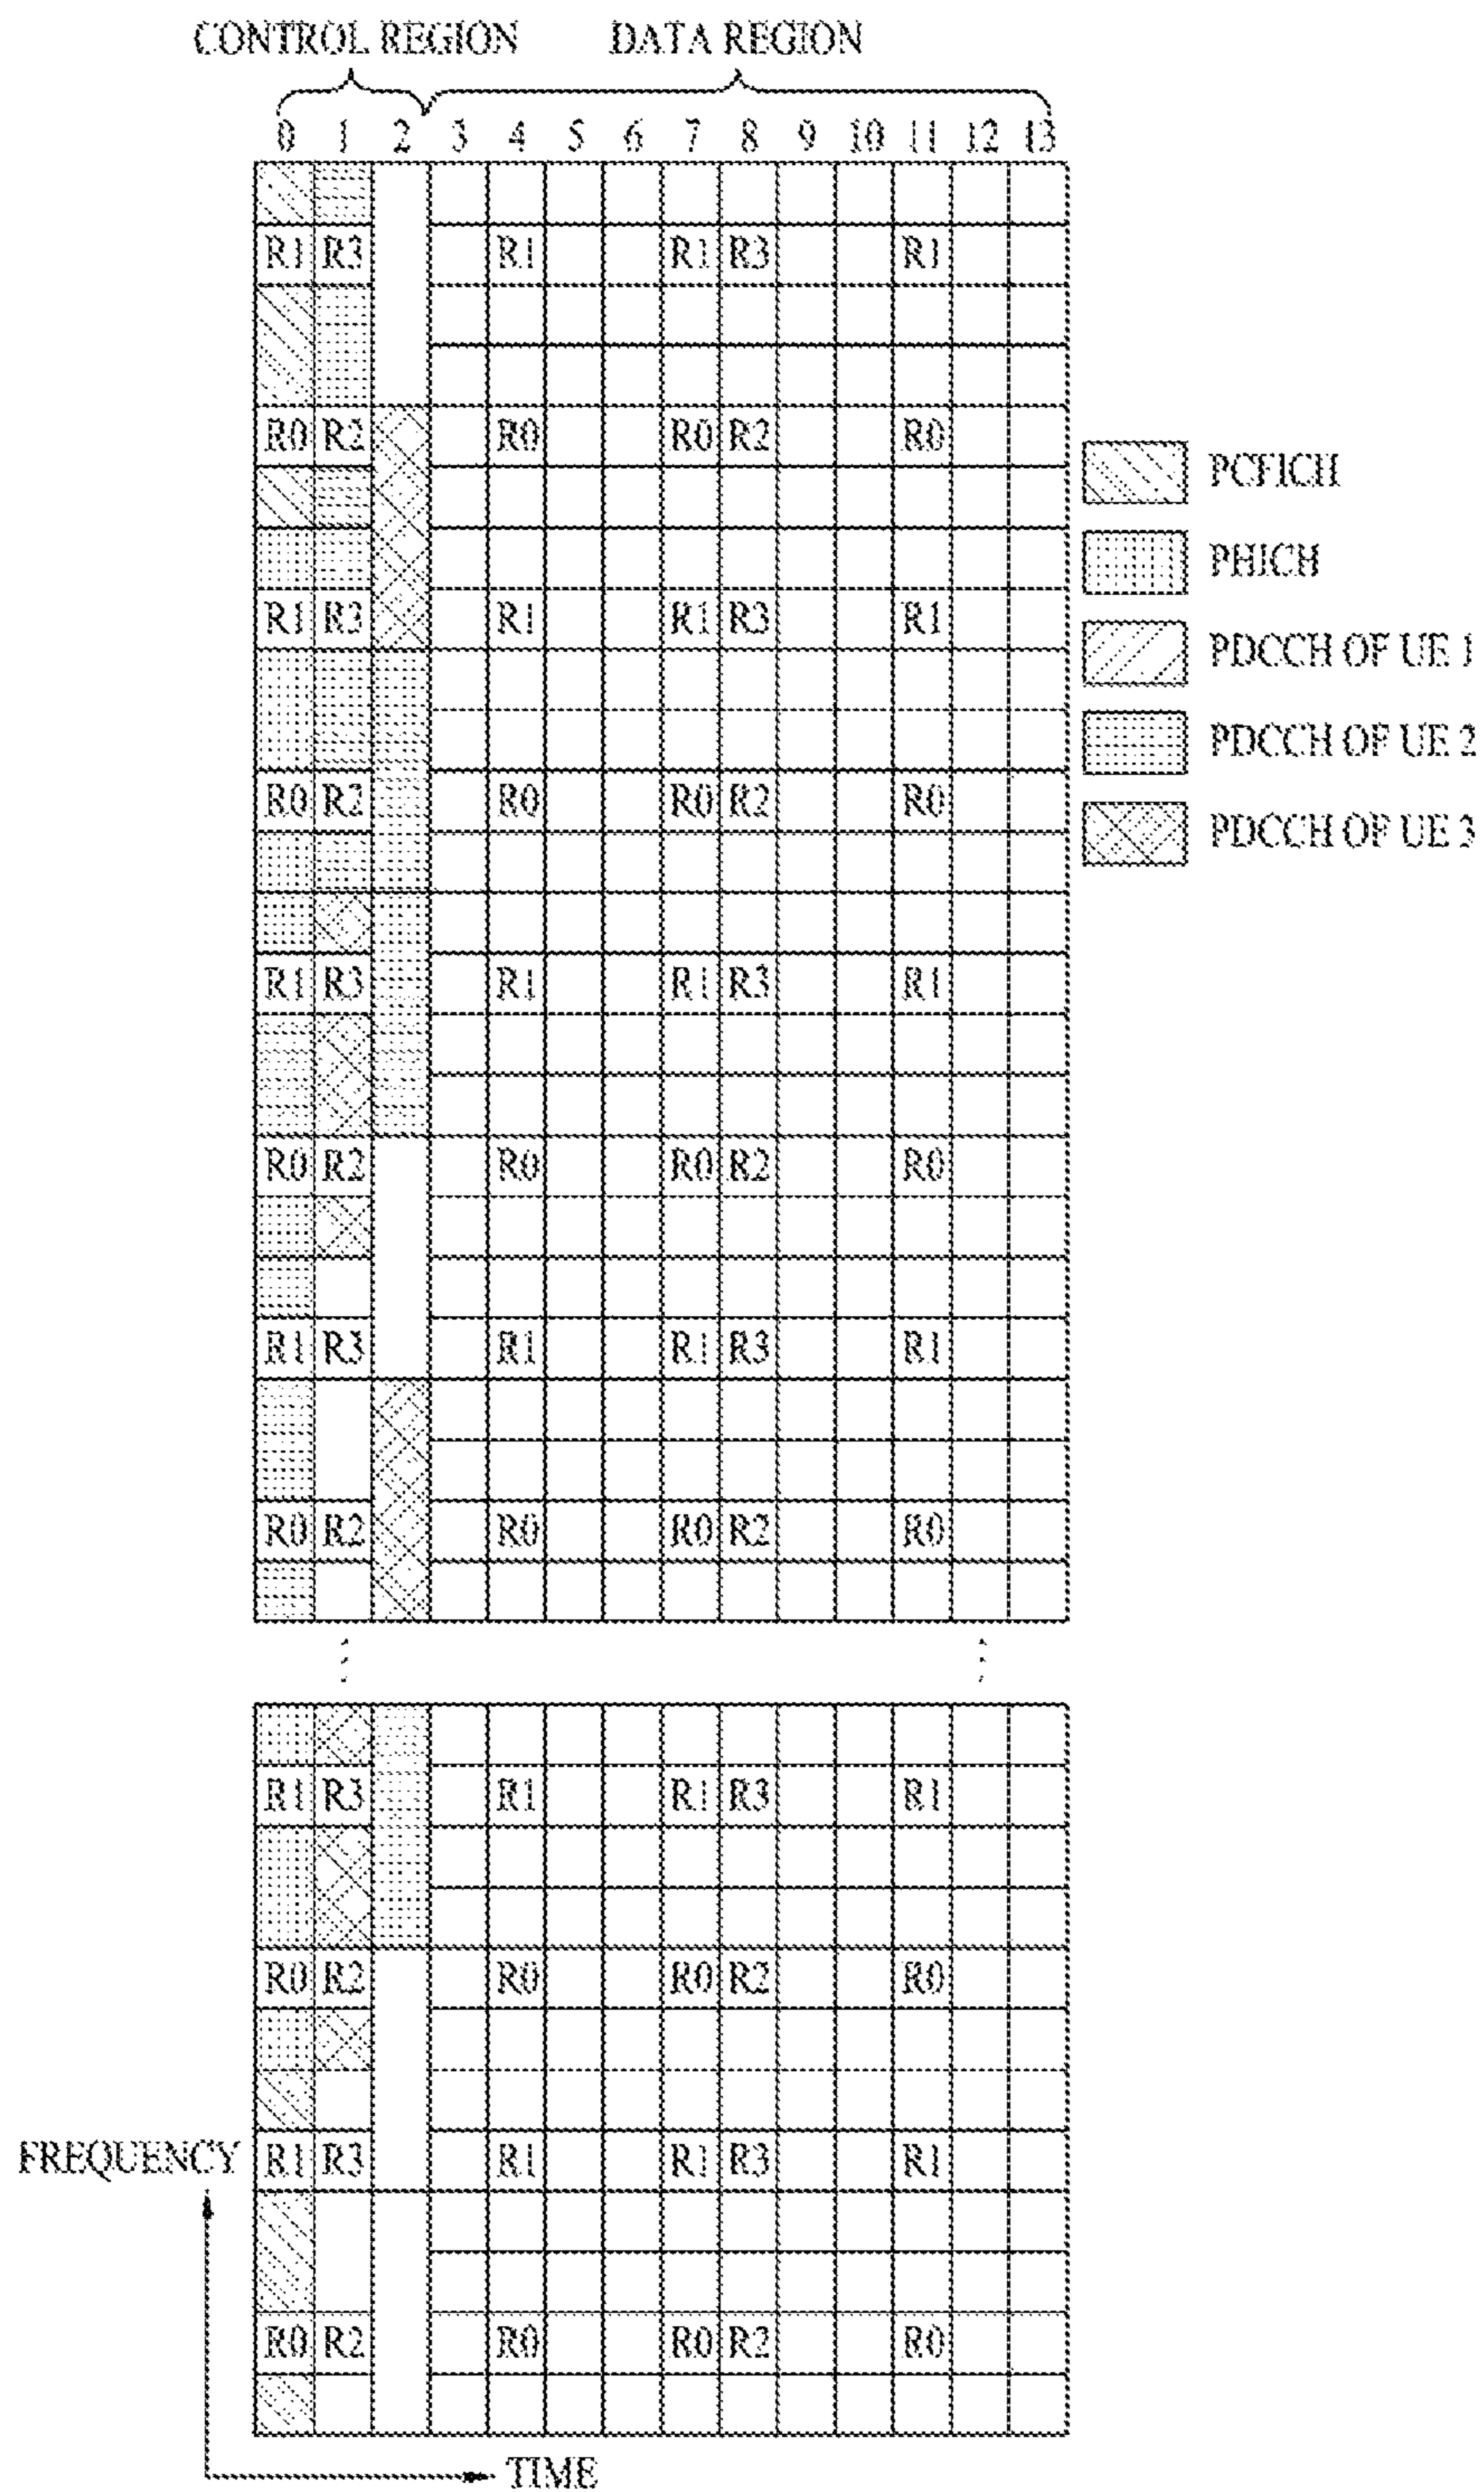 CONTROL REGION DATA REGION
0 1 2 3 4 5 6 7 8 9 10 11 12 13
R1 R3 R1 R1 R3 R1
R0 R2 R0 R0 R2 R0
PCFICH
PHICH
R1 R3 R1 R1 R3 R1
PDCCH OF UE 1
PDCCH OF UE 2
R0 R2 R0 R0 R2 R0
PDCCH OF UE 3
R1 R3 R1 R1 R3 R1
R0 R2 R0 R0 R2 R0
R1 R3 R1 R1 R3 R1
R0 R2 R0 R0 R2 R0
R1 R3 R1 R1 R3 R1
R0 R2 R0 R0 R2 R0
FREQUENCY R1 R3 R1 R1 R3 R1
R0 R2 R0 R0 R2 R0
TIME